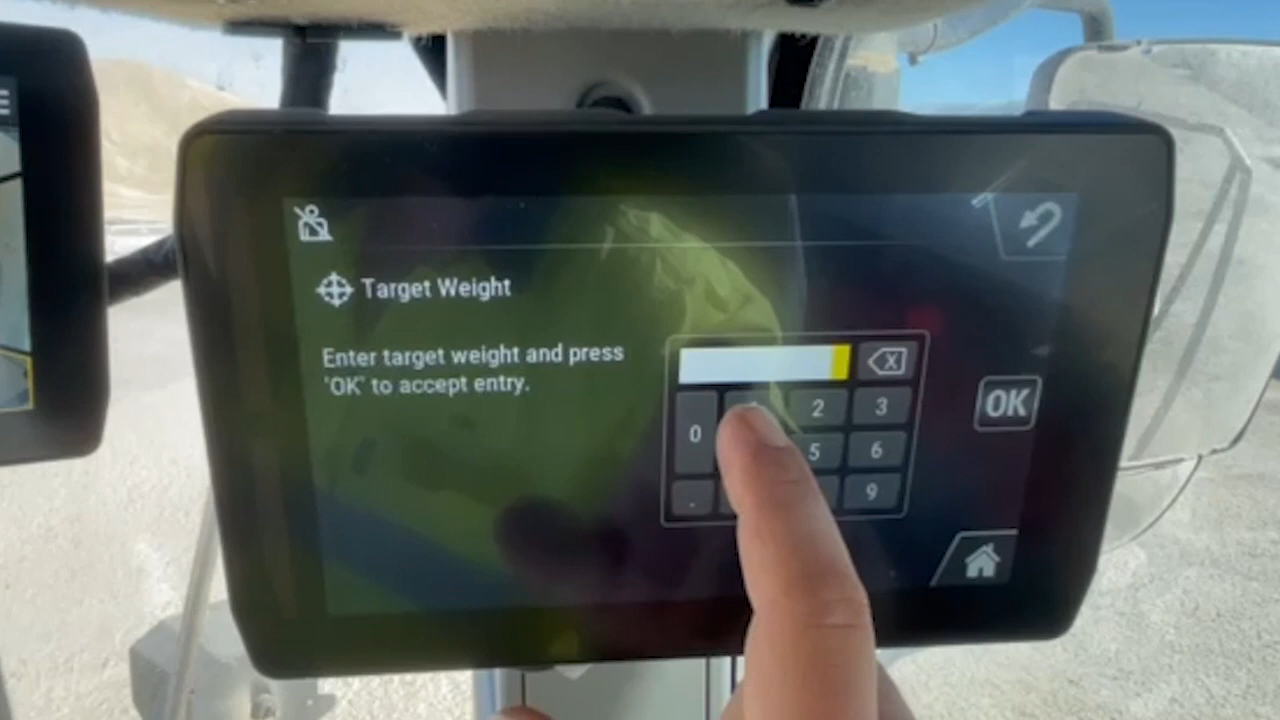 Target Weight
Enter target weight and press
'OK' to accept entry.
2 3
0 5 6
. 9
OK